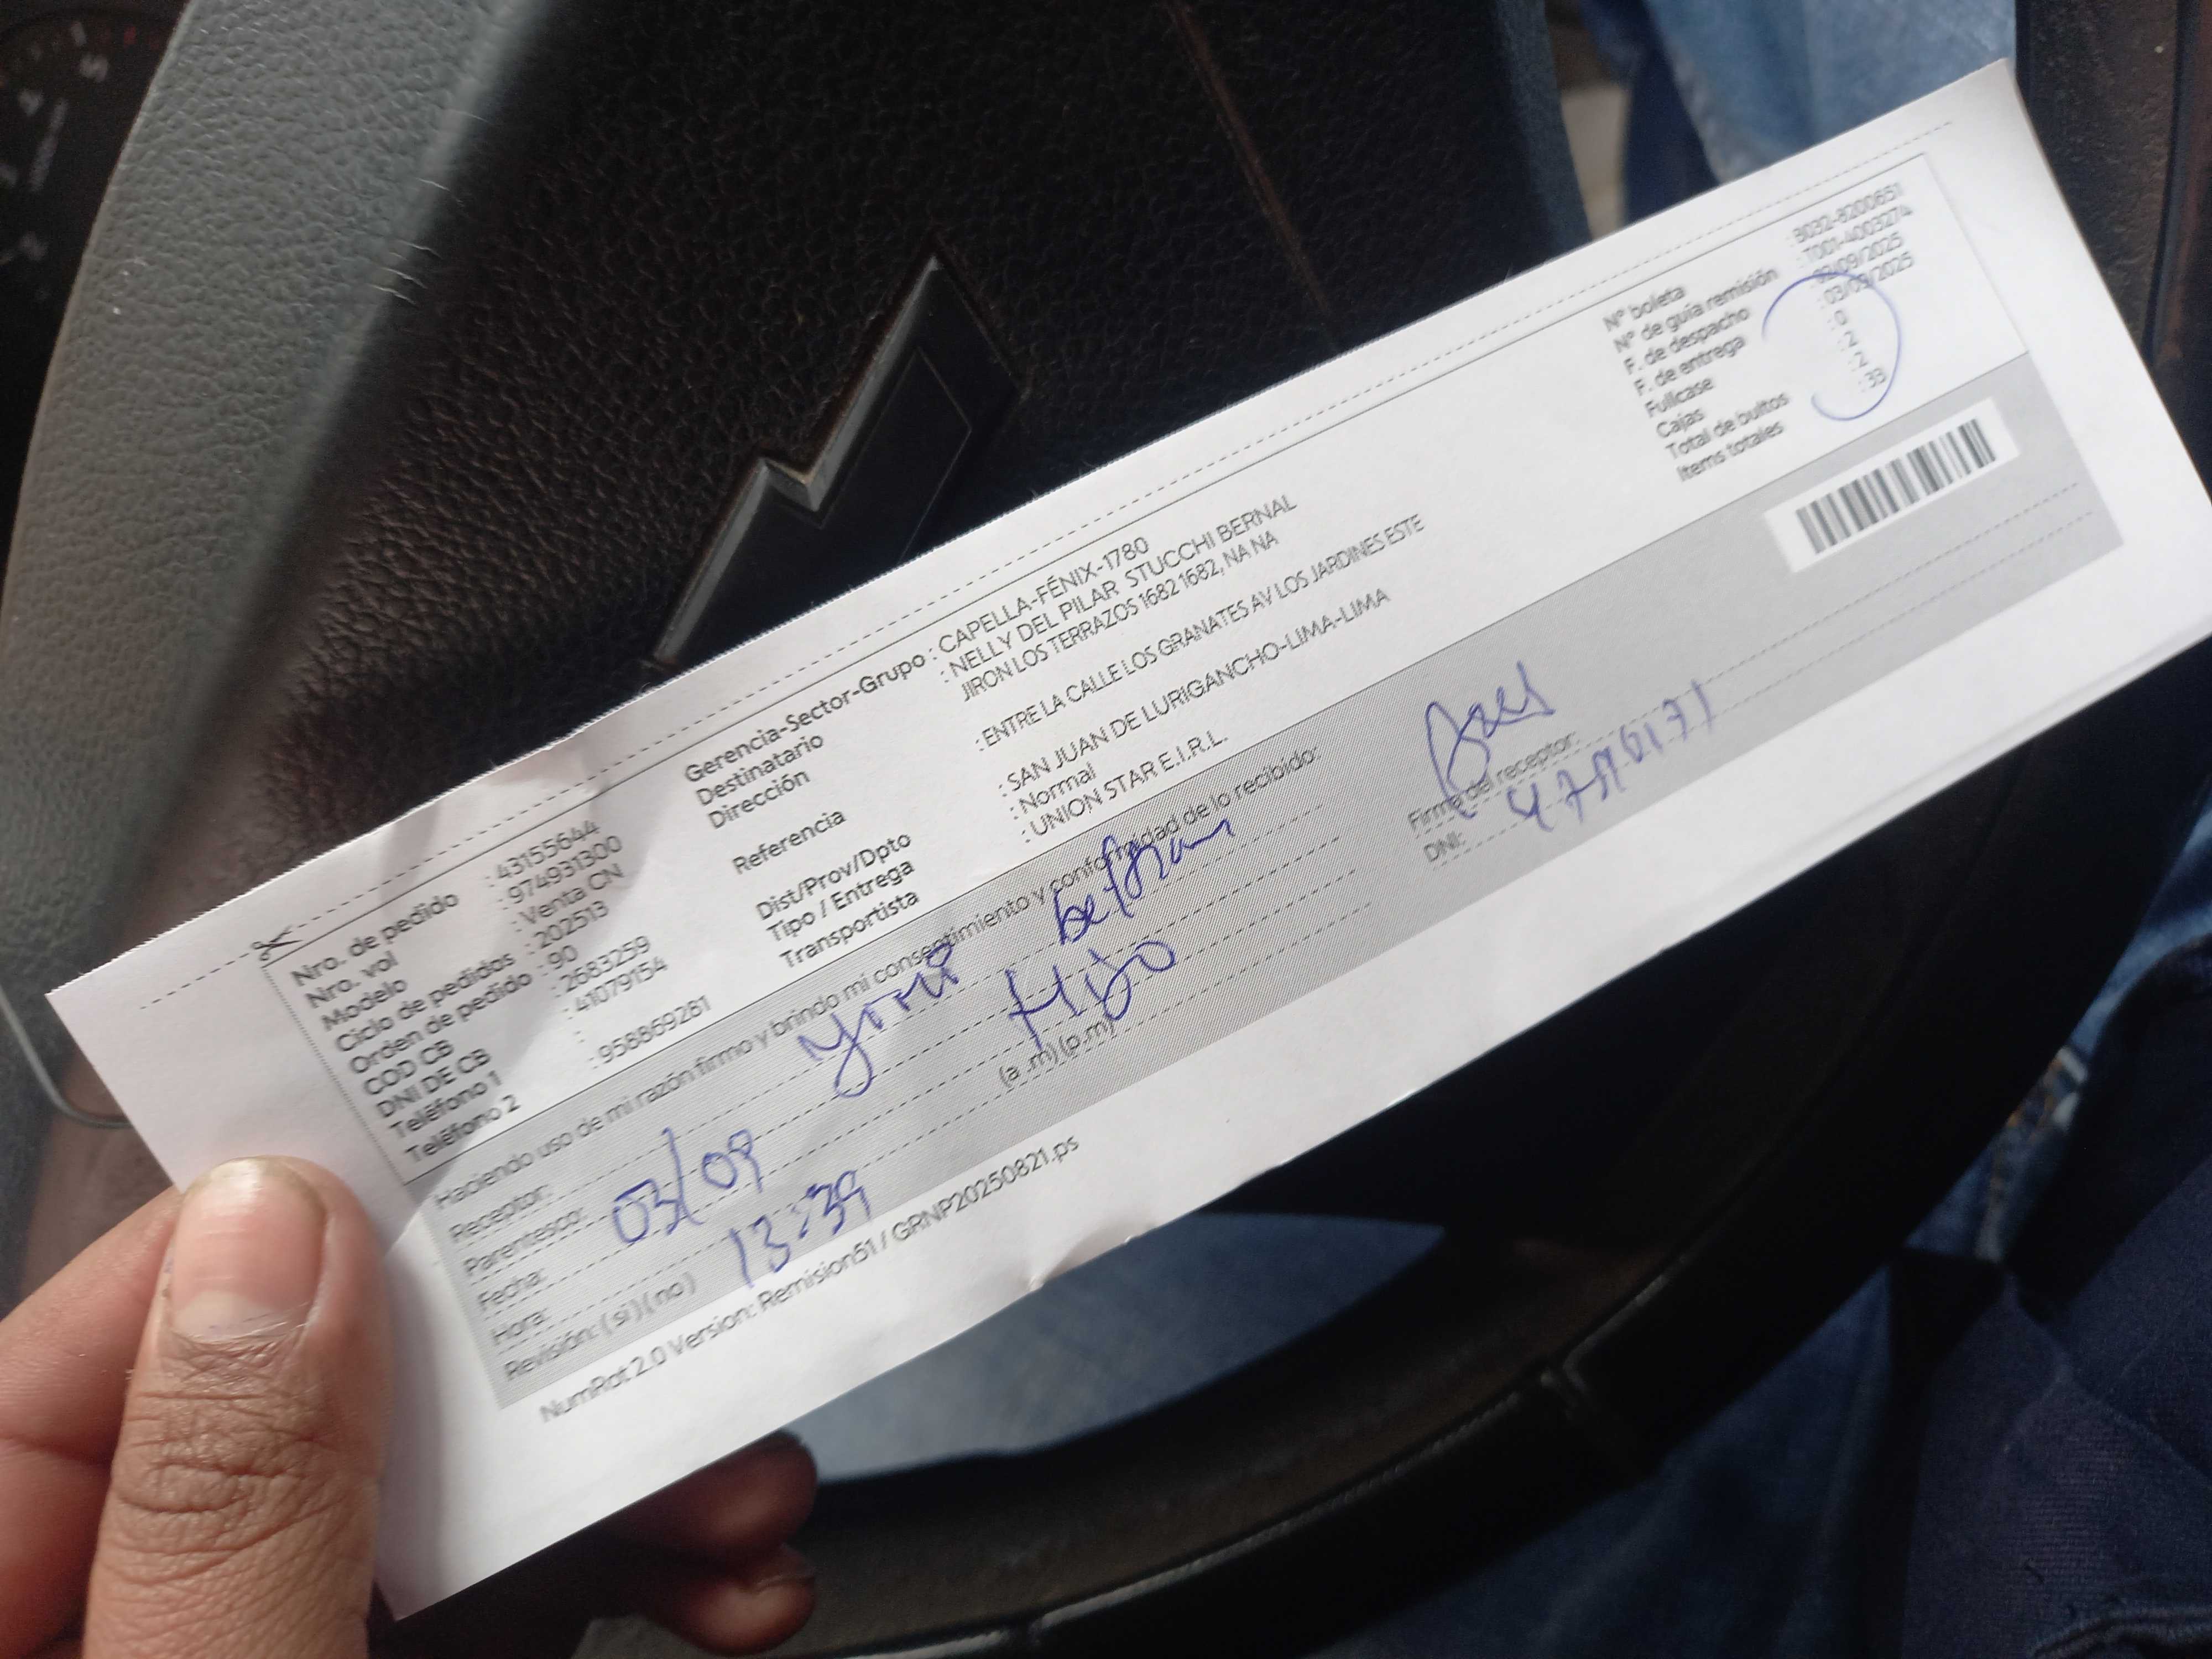 Nro. de pedido : 43155644
Nro. vol : 974931300
Modelo : Venta CN
Ciclo de pedidos : 202513
Orden de pedido : 90
COD CB : 2683259
DNI DE CB : 41079154
Teléfono 1 :
Teléfono 2 : 958869281
Gerencia-Sector-Grupo : CAPELLA-FÉNIX-1780
Destinatario : NELLY DEL PILAR STUCCHI BERNAL
Dirección JIRON LOS TERRAZOS 1682 1682, NA NA
Referencia : ENTRE LA CALLE LOS GRANATES AV LOS JARDINES ESTE
Dist/Prov/Dpto : SAN JUAN DE LURIGANCHO-LIMA-LIMA
Tipo / Entrega : Normal
Transportista : UNION STAR E.I.R.L.
N° boleta : B032-8200651
N° de guía remisión : T001-4003274
F. de despacho : 02/09/2025
F. de entrega : 03/09/2025
Fullcase : 0
Cajas : 2
Total de bultos : 2
Items totales : 33
Haciendo uso de mi razón firmo y brindo mi consentimiento y conformidad de lo recibido:
Receptor:
Parentesco: Hijo
Fecha: 03/09
Hora: 13:39 (a .m) (p.m)
Revisión: ( si ) ( no )
Firma del receptor:
DNI:
NumRot 2.0 Version: Remision51 / GRNP20250821.ps